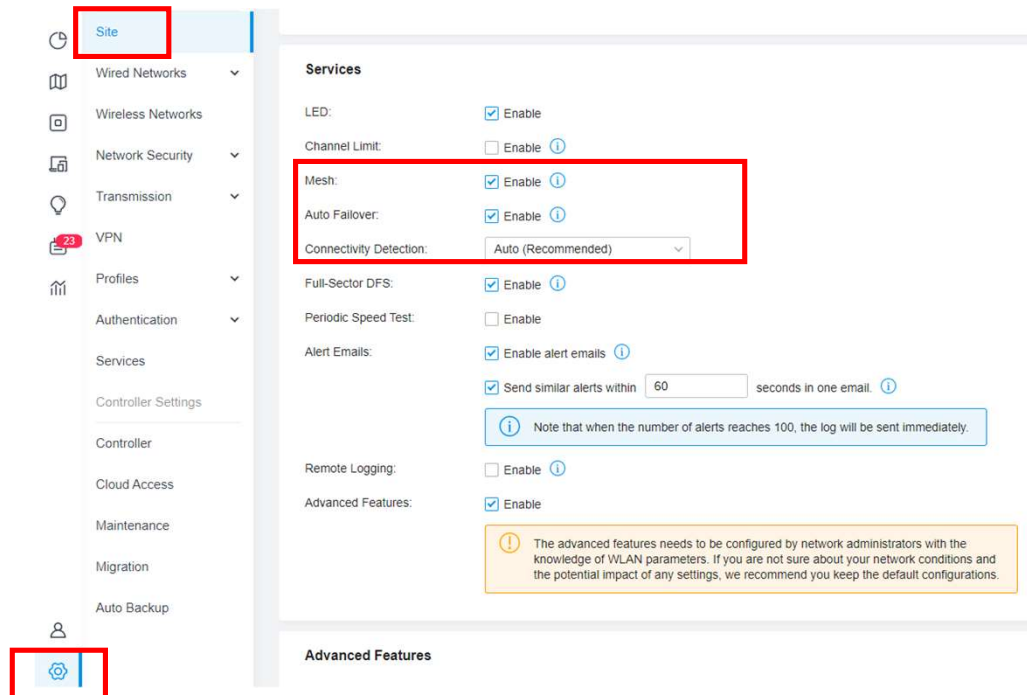 Site
Wired Networks
Wireless Networks
Network Security
Transmission
23
VPN
Profiles
Authentication
Services
Controller Settings
Controller
Cloud Access
Maintenance
Migration
Auto Backup
Services
LED: Enable
Channel Limit: Enable
Mesh: Enable
Auto Failover: Enable
Connectivity Detection: Auto (Recommended)
Full-Sector DFS: Enable
Periodic Speed Test: Enable
Alert Emails: Enable alert emails
Send similar alerts within 60 seconds in one email.
Note that when the number of alerts reaches 100, the log will be sent immediately.
Remote Logging: Enable
Advanced Features: Enable
The advanced features needs to be configured by network administrators with the
knowledge of WLAN parameters. If you are not sure about your network conditions and
the potential impact of any settings, we recommend you keep the default configurations.
Advanced Features